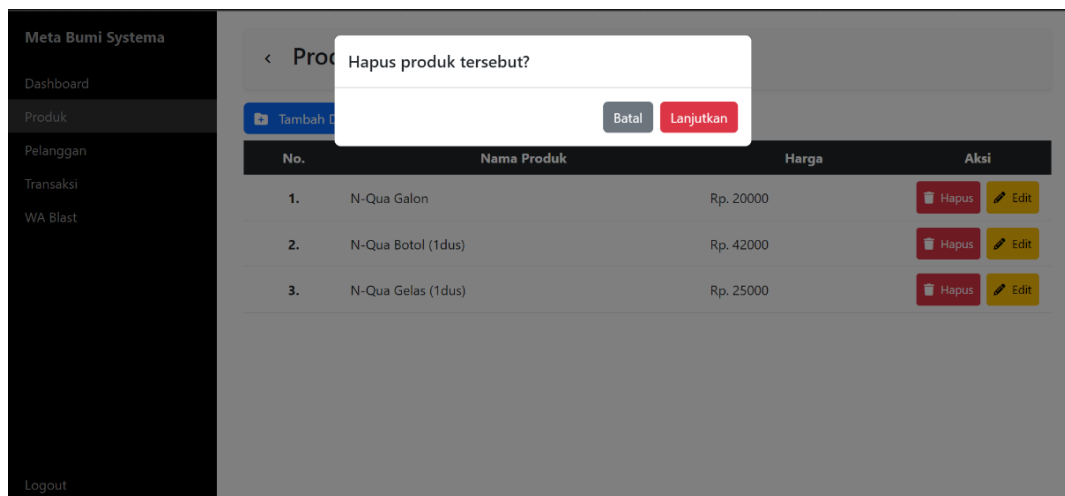 Meta Bumi Systema
Dashboard
Produk
Pelanggan
Transaksi
WA Blast
Logout
Hapus produk tersebut?
Batal Lanjutkan
Tambah
No. Nama Produk Harga Aksi
1. N-Qua Galon Rp. 20000 Hapus Edit
2. N-Qua Botol (1dus) Rp. 42000 Hapus Edit
3. N-Qua Gelas (1dus) Rp. 25000 Hapus Edit